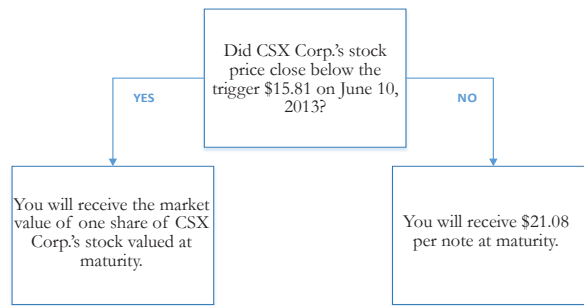 Did CSX Corp.'s stock
price close below the
trigger $15.81 on June 10,
2013?
YES
NO
You will receive the market
value of one share of CSX
Corp.'s stock valued at
maturity.
You will receive $21.08
per note at maturity.